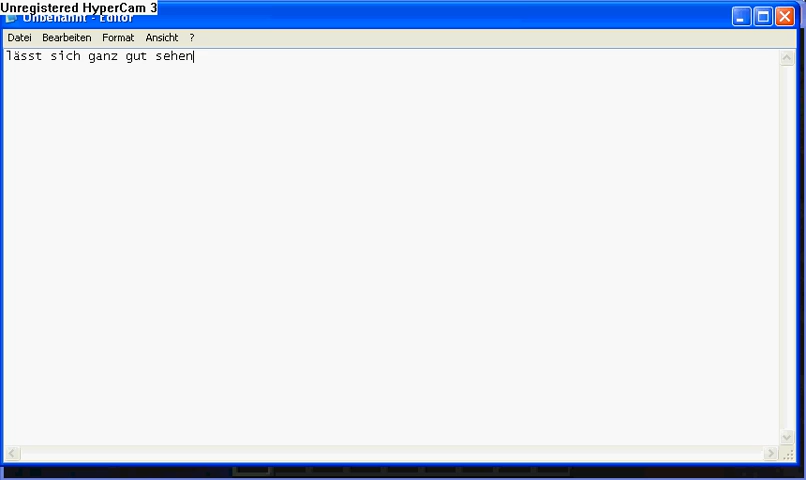 Unregistered HyperCam 3
Unbenannt - Editor
Datei Bearbeiten Format Ansicht ?
lässt sich ganz gut sehen